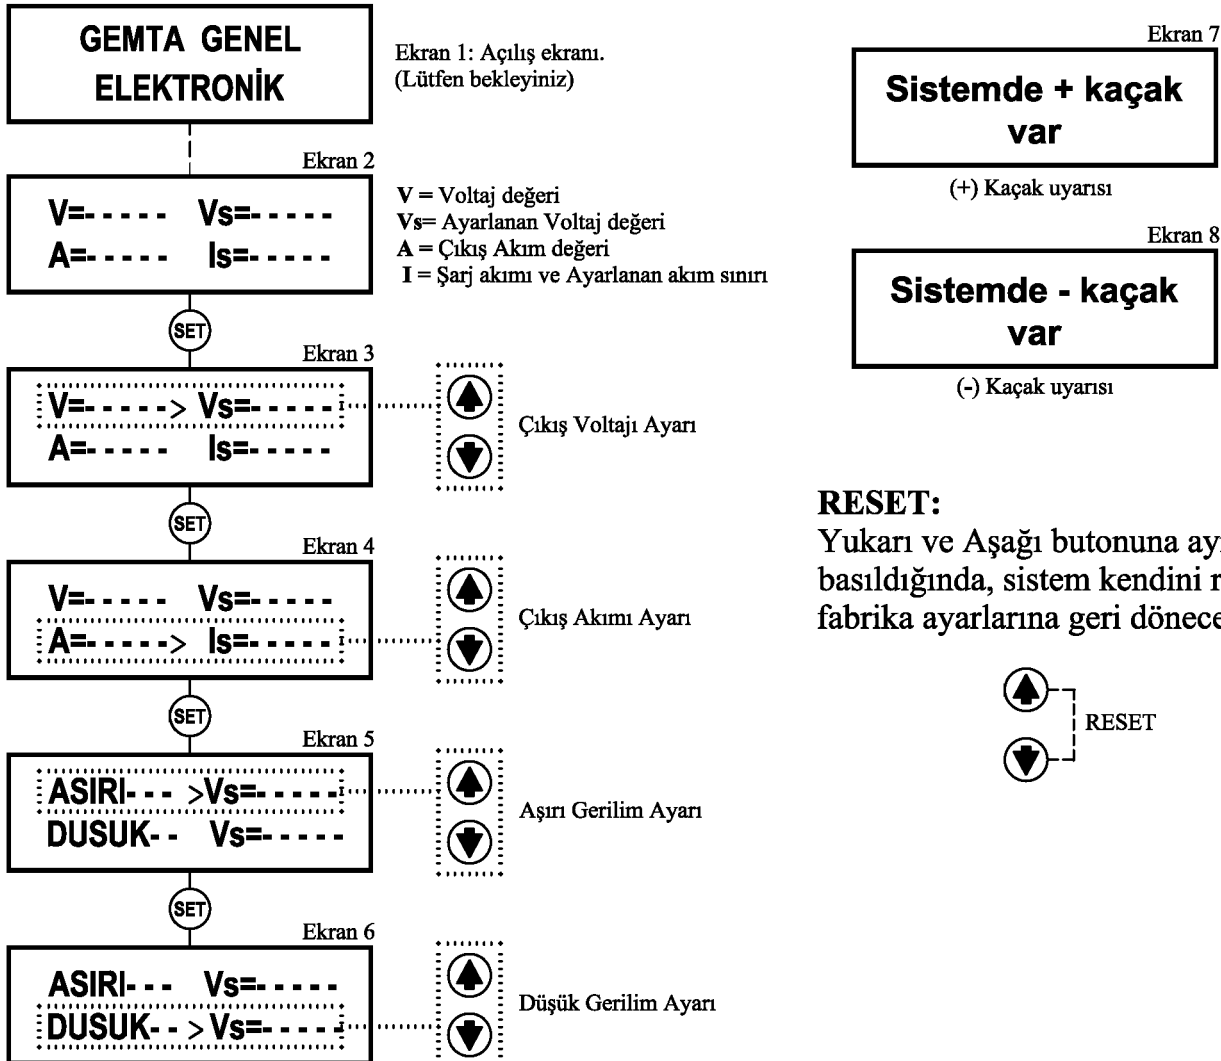 GEMTA GENEL
ELEKTRONİK
Ekran 1: Açılış ekranı.
(Lütfen bekleyiniz)
Ekran 2
V=- - - - - Vs=- - - - -
A=- - - - - Is=- - - - -
V = Voltaj değeri
Vs= Ayarlanan Voltaj değeri
A = Çıkış Akım değeri
I = Şarj akımı ve Ayarlanan akım sınırı
SET
Ekran 3
V=- - - - -> Vs=- - - - -
A=- - - - - Is=- - - - -
Çıkış Voltajı Ayarı
SET
Ekran 4
V=- - - - - Vs=- - - - -
A=- - - - -> Is=- - - - -
Çıkış Akımı Ayarı
SET
Ekran 5
ASIRI- - - >Vs=- - - - -
DUSUK- - Vs=- - - - -
Aşırı Gerilim Ayarı
SET
Ekran 6
ASIRI- - - Vs=- - - - -
DUSUK- - >Vs=- - - - -
Düşük Gerilim Ayarı
Ekran 7
Sistemde + kaçak
var
(+) Kaçak uyarısı
Ekran 8
Sistemde - kaçak
var
(-) Kaçak uyarısı
RESET:
Yukarı ve Aşağı butonuna
basıldığında, sistem kendini
fabrika ayarlarına geri
RESET